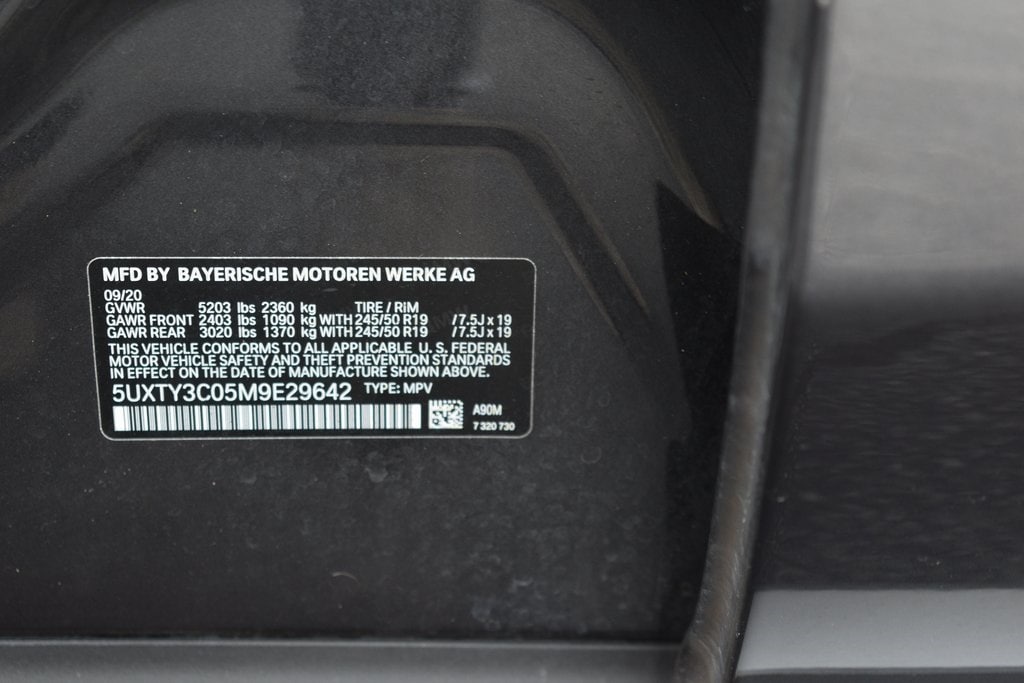 MFD BY BAYERISCHE MOTOREN WERKE AG
09/20
GVWR 5203 lbs 2360 kg TIRE / RIM
GAWR FRONT 2403 lbs 1090 kg WITH 245/50 R19 /7.5J x 19
GAWR REAR 3020 lbs 1370 kg WITH 245/50 R19 /7.5J x 19
THIS VEHICLE CONFORMS TO ALL APPLICABLE U. S. FEDERAL
MOTOR VEHICLE SAFETY AND THEFT PREVENTION STANDARDS
IN EFFECT ON THE DATE OF MANUFACTURE SHOWN ABOVE.
5UXTY3C05M9E29642 TYPE: MPV
A90M
7 320 730